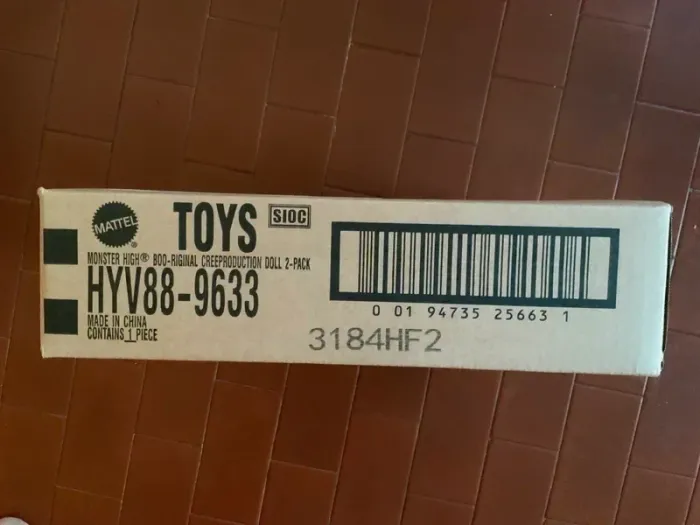 MATTEL
®
TOYS
SIOC
MONSTER HIGH® BOO-RIGINAL CREEPRODUCTION DOLL 2-PACK
HYV88-9633
MADE IN CHINA
CONTAINS 1 PIECE
0 01 94735 25663 1
3184HF2